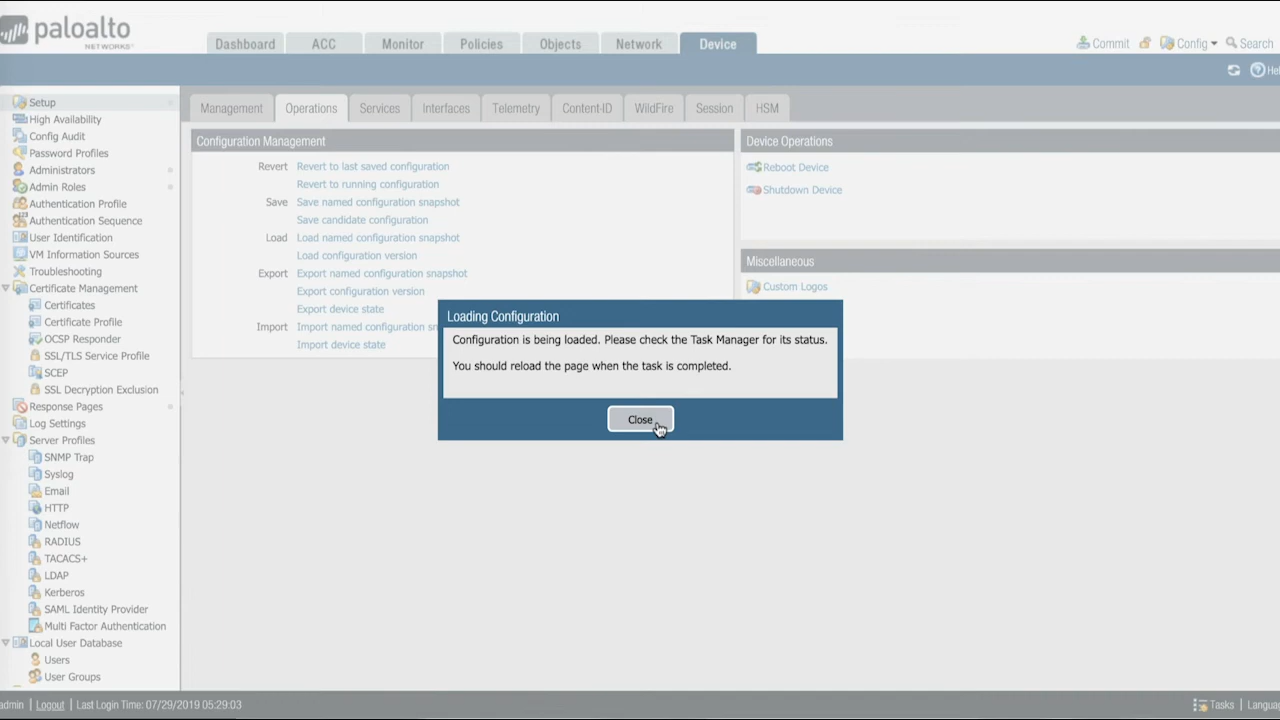 paloalto
NETWORKS
Dashboard
ACC
Monitor
Policies
Objects
Network
Device
Commit
Config
Search
Setup
High Availability
Config Audit
Password Profiles
Administrators
Admin Roles
Authentication Profile
Authentication Sequence
User Identification
VM Information Sources
Troubleshooting
Certificate Management
Certificates
Certificate Profile
OCSP Responder
SSL/TLS Service Profile
SCEP
SSL Decryption Exclusion
Response Pages
Log Settings
Server Profiles
SNMP Trap
Syslog
Email
HTTP
Netflow
RADIUS
TACACS+
LDAP
Kerberos
SAML Identity Provider
Multi Factor Authentication
Local User Database
Users
User Groups
Management
Operations
Services
Interfaces
Telemetry
Content-ID
WildFire
Session
HSM
Configuration Management
Revert Revert to last saved configuration
Revert to running configuration
Save Save named configuration snapshot
Save candidate configuration
Load Load named configuration snapshot
Load configuration version
Export Export named configuration snapshot
Export configuration version
Export device state
Import Import named configuration sn
Import device state
Device Operations
Reboot Device
Shutdown Device
Miscellaneous
Custom Logos
Loading Configuration
Configuration is being loaded. Please check the Task Manager for its status.
You should reload the page when the task is completed.
Close
admin | Logout | Last Login Time: 07/29/2019 05:29:03
Tasks | Langua